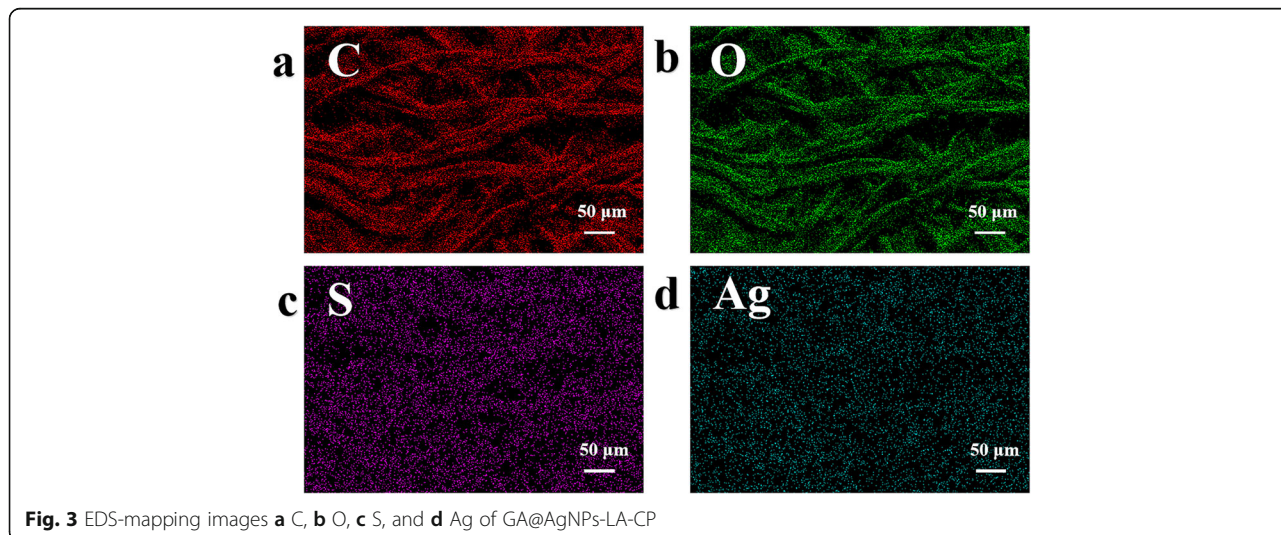 a C
50 μm
b O
50 μm
c S
50 μm
d Ag
50 μm
Fig. 3 EDS-mapping images a C, b O, c S, and d Ag of GA@AgNPs-LA-CP